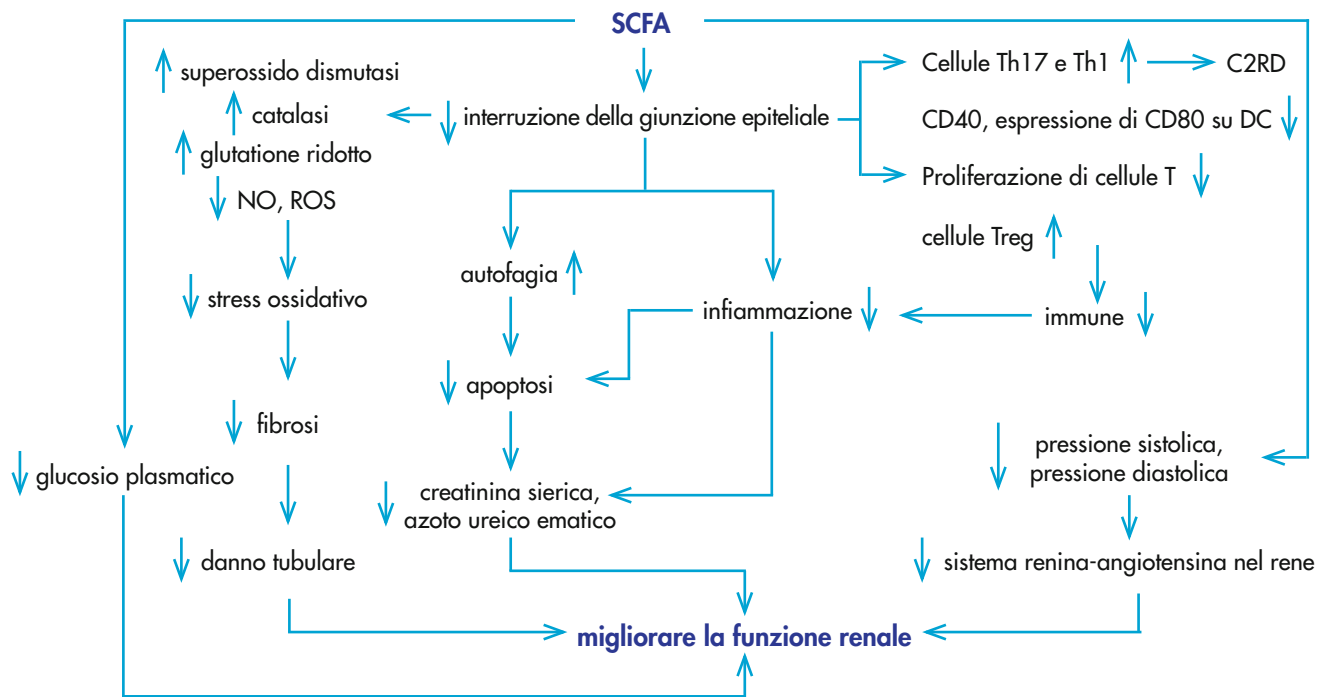 SCFA
superossido dismutasi
catalasi
glutatione ridotto
NO, ROS
stress ossidativo
fibrosi
glucosio plasmatico
danno tubulare
interruzione della giunzione epiteliale
autofagia
apoptosi
creatinina sierica,
azoto ureico ematico
infiammazione
Cellule Th17 e Th1
C2RD
CD40, espressione di CD80 su DC
Proliferazione di cellule T
cellule Treg
immune
pressione sistolica,
pressione diastolica
sistema renina-angiotensina nel rene
migliorare la funzione renale